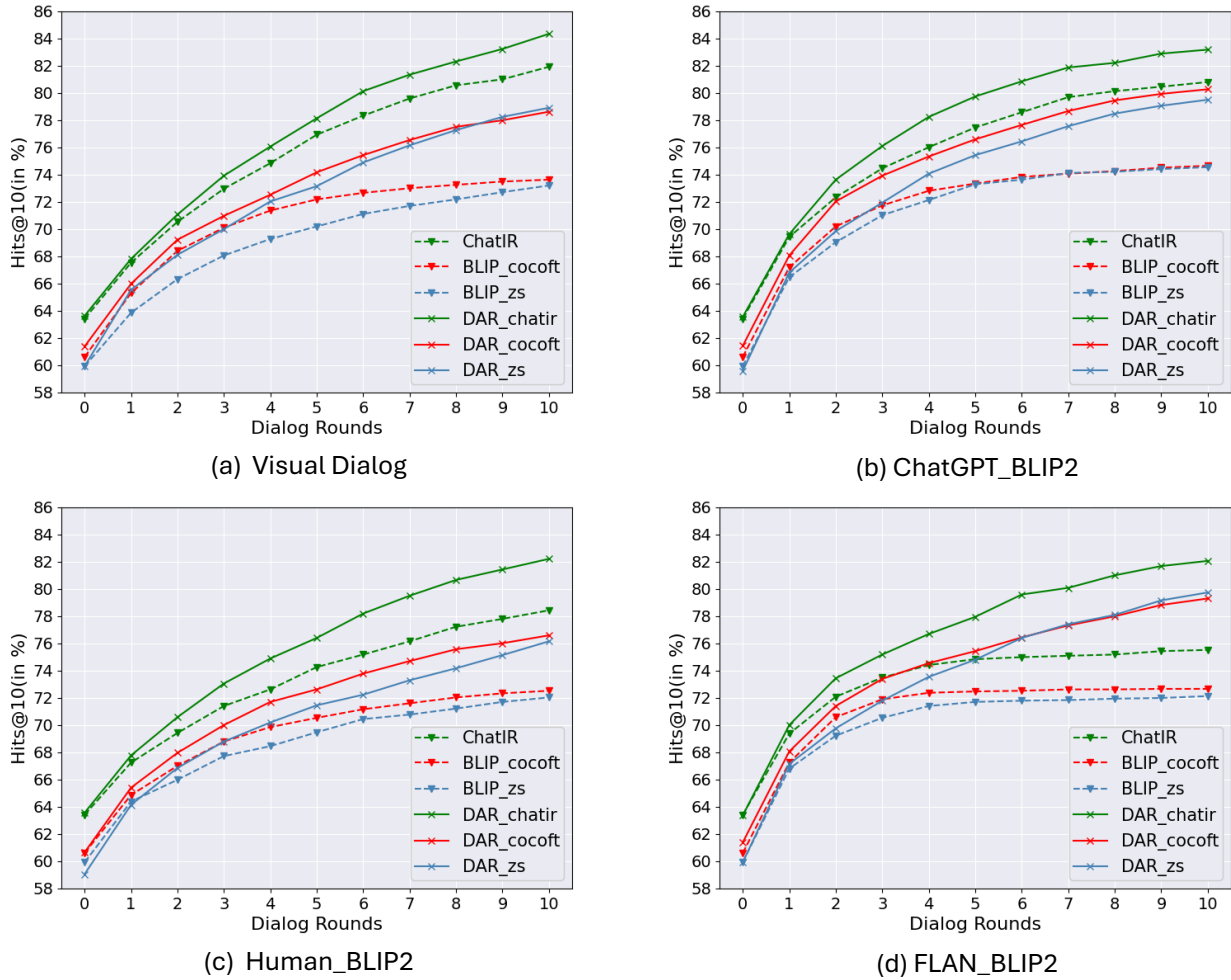 86
84
82
80
78
76
74
72
70
68
66
64
62
60
58
Hits@10(in %)
ChatIR
BLIP_cocoft
BLIP_zs
DAR_chatir
DAR_cocoft
DAR_zs
0 1 2 3 4 5 6 7 8 9 10
Dialog Rounds
(a) Visual Dialog
86
84
82
80
78
76
74
72
70
68
66
64
62
60
58
Hits@10(in %)
ChatIR
BLIP_cocoft
BLIP_zs
DAR_chatir
DAR_cocoft
DAR_zs
0 1 2 3 4 5 6 7 8 9 10
Dialog Rounds
(b) ChatGPT_BLIP2
86
84
82
80
78
76
74
72
70
68
66
64
62
60
58
Hits@10(in %)
ChatIR
BLIP_cocoft
BLIP_zs
DAR_chatir
DAR_cocoft
DAR_zs
0 1 2 3 4 5 6 7 8 9 10
Dialog Rounds
(c) Human_BLIP2
86
84
82
80
78
76
74
72
70
68
66
64
62
60
58
Hits@10(in %)
ChatIR
BLIP_cocoft
BLIP_zs
DAR_chatir
DAR_cocoft
DAR_zs
0 1 2 3 4 5 6 7 8 9 10
Dialog Rounds
(d) FLAN_BLIP2